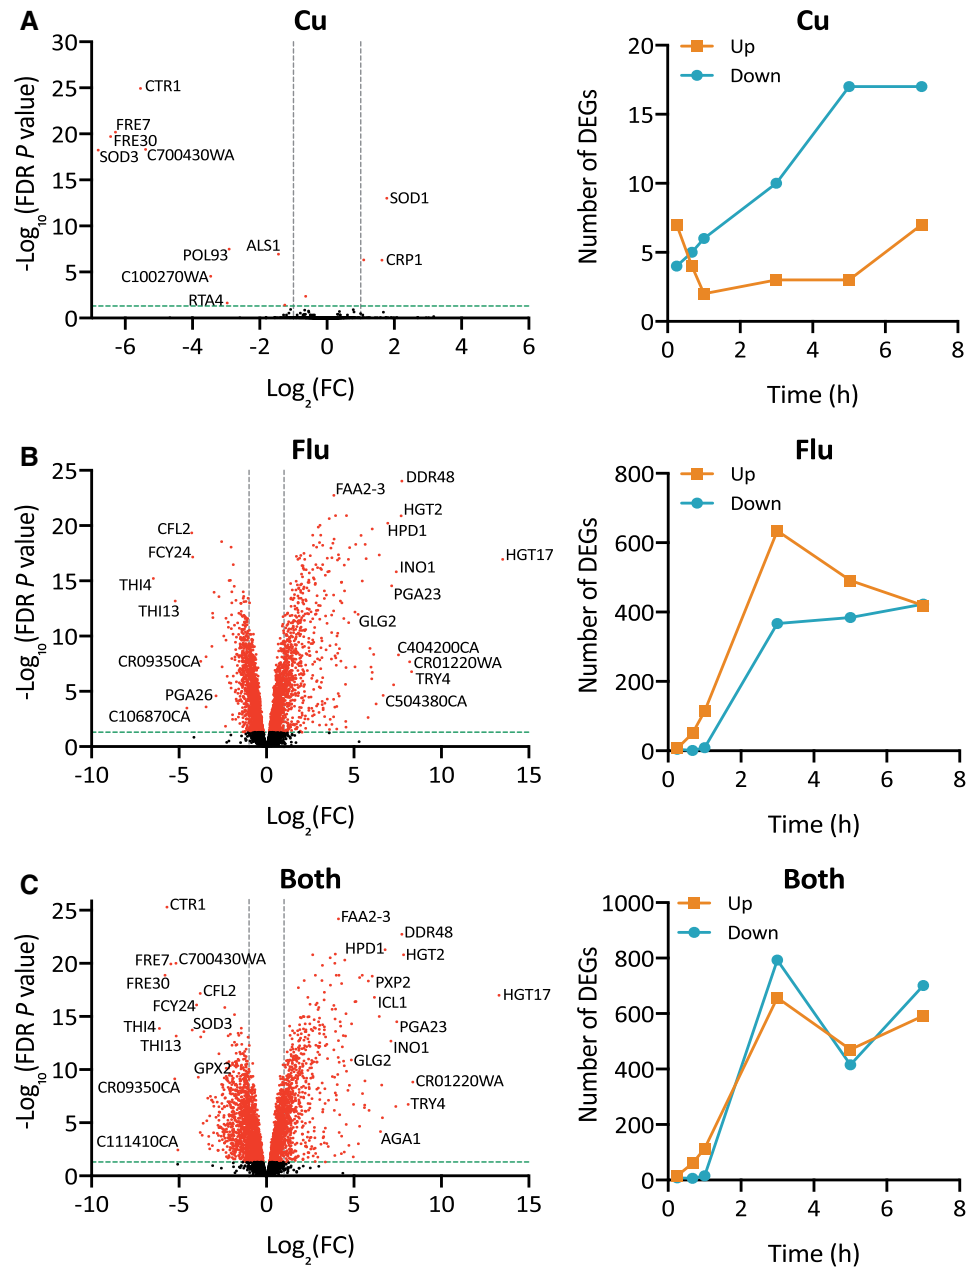 A
Cu
Cu
-Log10(FDR P value)
30
25
20
15
10
5
0
CTR1
FRE7
FRE30
SOD3
C700430WA
SOD1
ALS1
POL93
CRP1
C100270WA
RTA4
-6
-4
-2
0
2
4
6
Log2(FC)
Number of DEGs
20
15
10
5
0
Up
Down
0
2
4
6
8
Time (h)
B
Flu
Flu
-Log10(FDR P value)
25
20
15
10
5
0
DDR48
FAA2-3
HGT2
CFL2
HPD1
FCY24
HGT17
INO1
THI4
PGA23
THI13
GLG2
C404200CA
CR09350CA
CR01220WA
TRY4
PGA26
C504380CA
C106870CA
-10
-5
0
5
10
15
Log2(FC)
Number of DEGs
800
600
400
200
0
Up
Down
0
2
4
6
8
Time (h)
C
Both
Both
-Log10(FDR P value)
25
20
15
10
5
0
CTR1
FAA2-3
DDR48
HPD1
HGT2
FRE7
C700430WA
FRE30
CFL2
PXP2
HGT17
FCY24
ICL1
THI4
SOD3
PGA23
THI13
INO1
GLG2
GPX2
CR09350CA
CR01220WA
TRY4
C111410CA
AGA1
-10
-5
0
5
10
15
Log2(FC)
Number of DEGs
1000
800
600
400
200
0
Up
Down
0
2
4
6
8
Time (h)